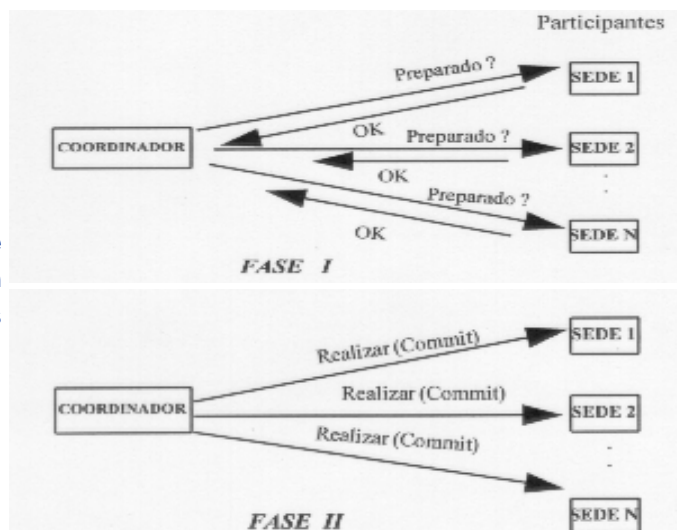 Participantes
Preparado ?
SEDE 1
OK
COORDINADOR
Preparado ?
SEDE 2
OK
Preparado ?
OK
SEDE N
FASE I
Realizar (Commit)
SEDE 1
COORDINADOR
Realizar (Commit)
SEDE 2
Realizar (Commit)
FASE II
SEDE N